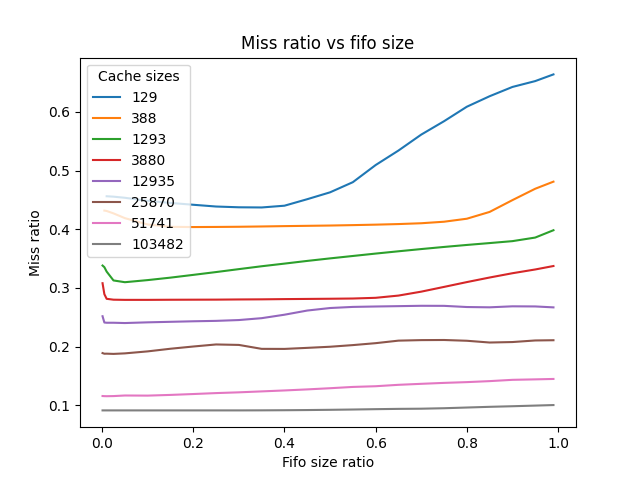 Miss ratio vs fifo size
Cache sizes
129
388
1293
3880
12935
25870
51741
103482
Miss ratio
0.6
0.5
0.4
0.3
0.2
0.1
0.0 0.2 0.4 0.6 0.8 1.0
Fifo size ratio